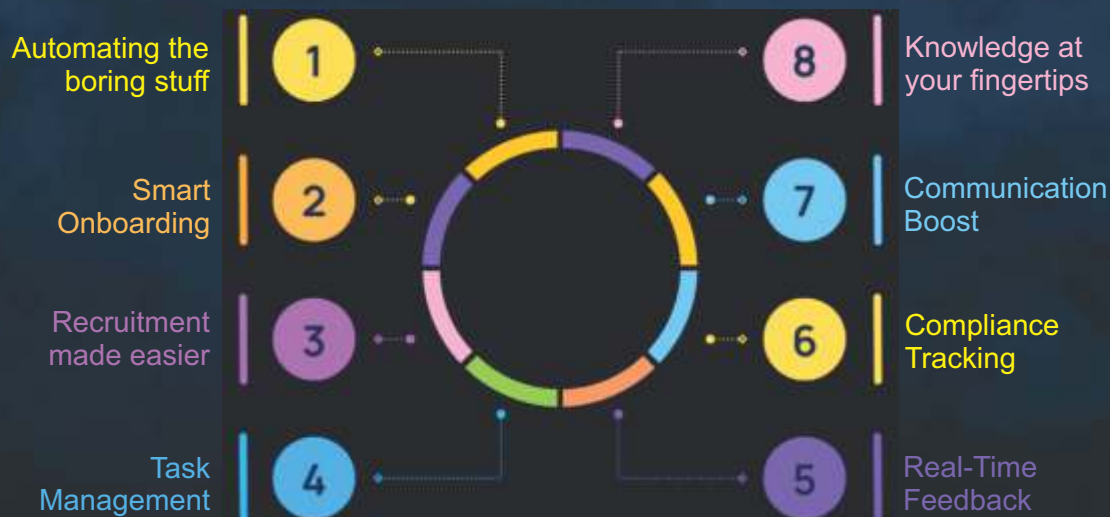 Automating the
boring stuff
1
Smart
Onboarding
2
Recruitment
made easier
3
Task
Management
4
8
Knowledge at
your fingertips
7
Communication
Boost
6
Compliance
Tracking
5
Real-Time
Feedback